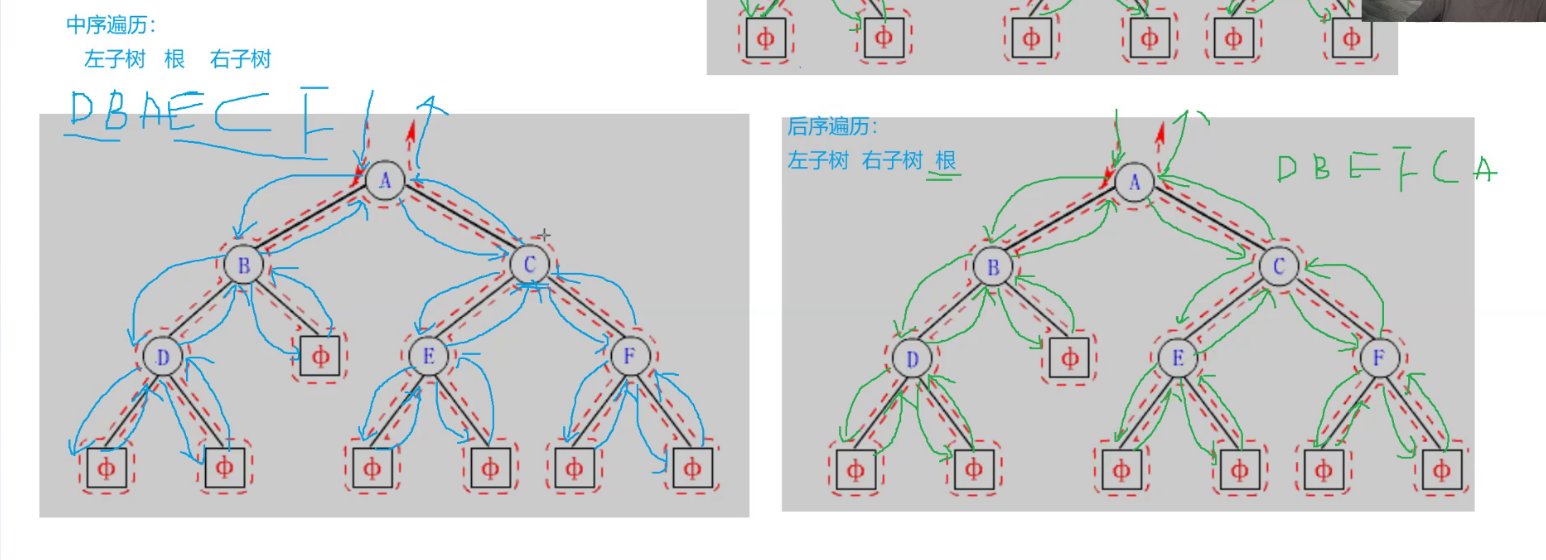 ф ф ф ф ф ф
中序遍历：
左子树 根 右子树
DBAECF
A
B C
D ф E F
ф ф ф ф ф ф
后序遍历：
左子树 右子树 根
DBEFCA
A
B C
D ф E F
ф ф ф ф ф ф